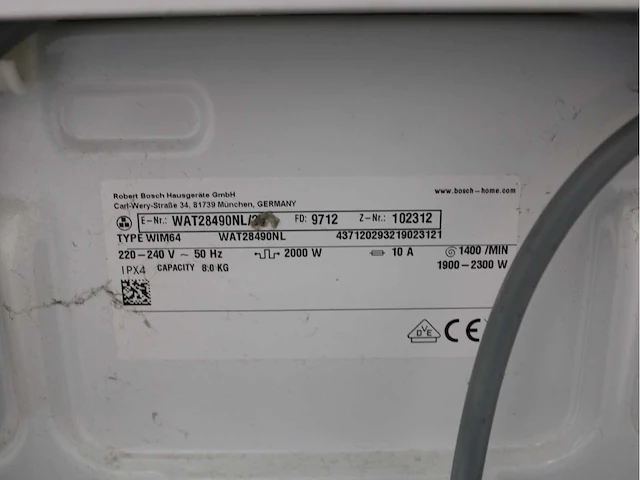 Robert Bosch Hausgeräte GmbH
www.bosch-home.com
Carl-Wery-Straße 34, 81739 München, GERMANY
E-Nr.: WAT28490NL/ FD: 9712 Z-Nr.: 102312
TYPE WIM64 WAT28490NL 437120293219023121
220-240 V ~ 50 Hz 2000 W 10 A 1400 /MIN
IPX4 CAPACITY 8.0 KG 1900-2300 W
DVE CE